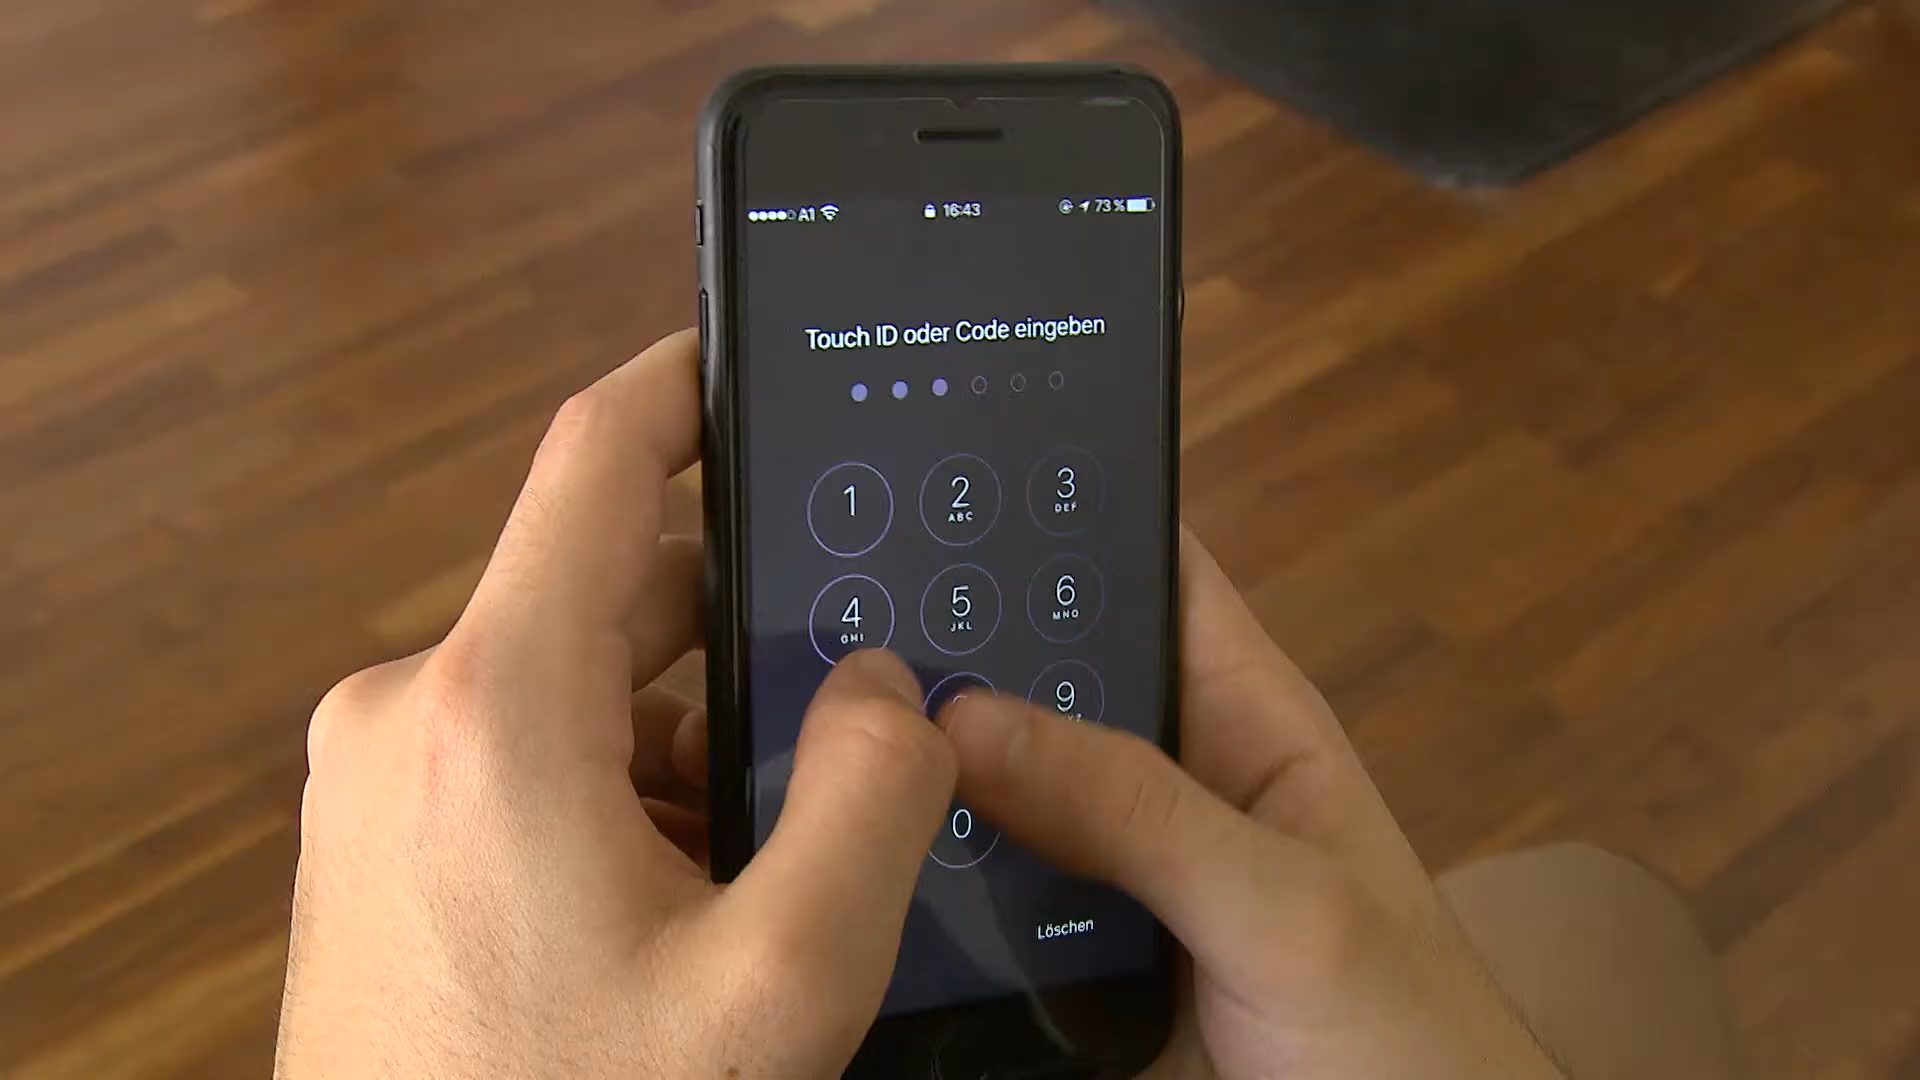 A1 16:43 73 %
Touch ID oder Code eingeben
1 2 3
ABC DEF
4 5 6
GHI JKL MNO
9
0
Löschen